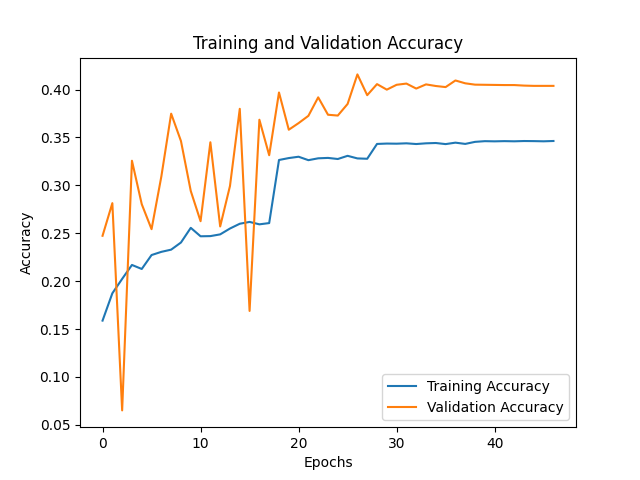 Training and Validation Accuracy
0.40
0.35
0.30
0.25
0.20
0.15
0.10
0.05
Accuracy
0 10 20 30 40
Epochs
Training Accuracy
Validation Accuracy